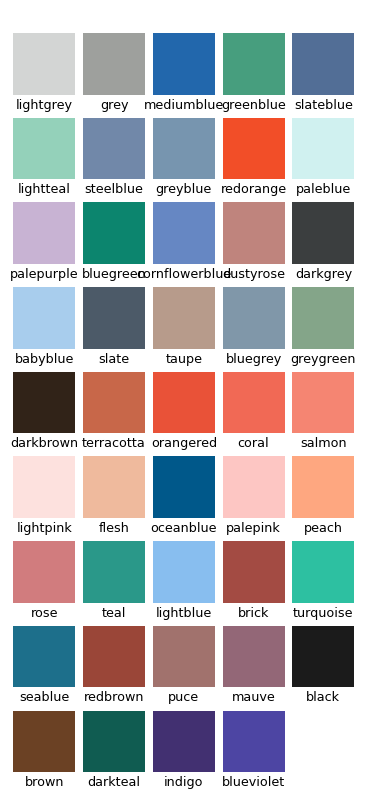 lightgrey grey mediumblue greenblue slateblue
lightteal steelblue greyblue redorange paleblue
palepurple bluegreen cornflowerblue dustyrose darkgrey
babyblue slate taupe bluegrey greygreen
darkbrown terracotta orangered coral salmon
lightpink flesh oceanblue palepink peach
rose teal lightblue brick turquoise
seablue redbrown puce mauve black
brown darkteal indigo blueviolet